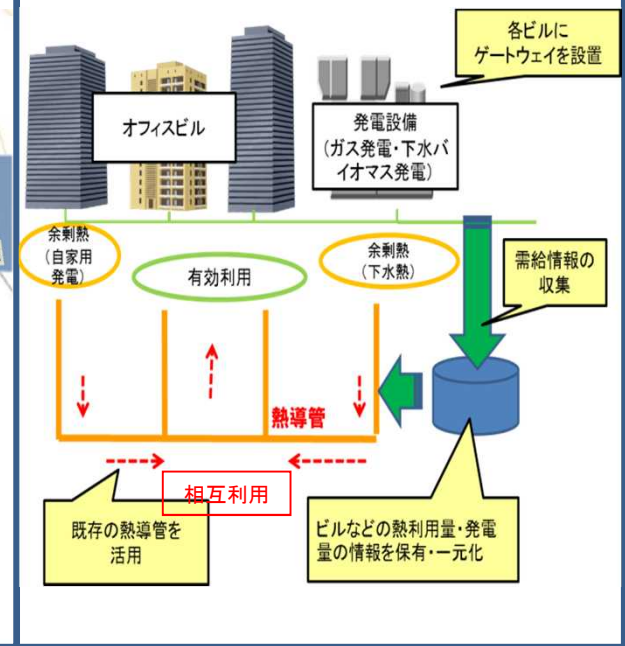 各ビルに
ゲートウェイを設置
オフィスビル
発電設備
（ガス発電・下水バ
イオマス発電）
余剰熱
（自家用
発電）
有効利用
余剰熱
（下水熱）
需給情報の
収集
熱導管
相互利用
既存の熱導管を
活用
ビルなどの熱利用量・発電
量の情報を保有・一元化